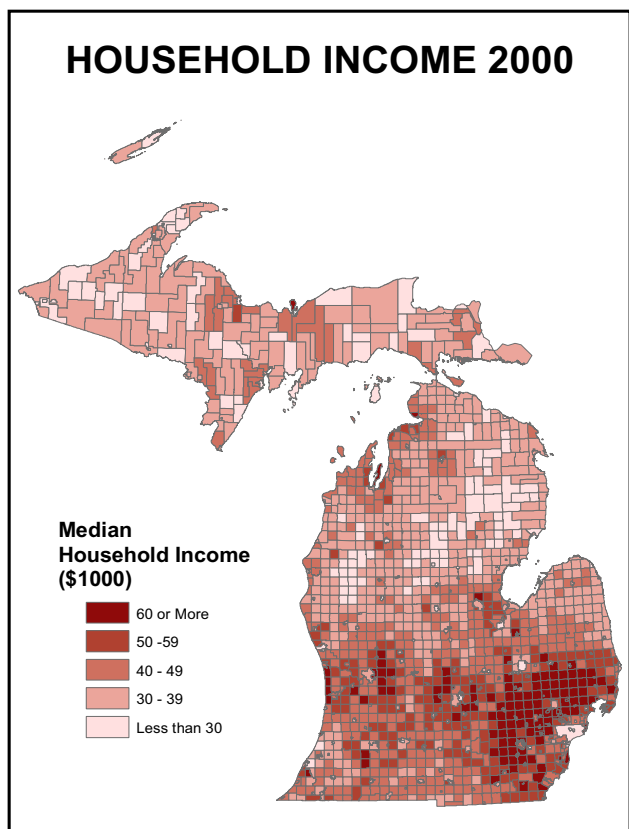 HOUSEHOLD INCOME 2000
Median
Household Income
($1000)
60 or More
50 -59
40 - 49
30 - 39
Less than 30